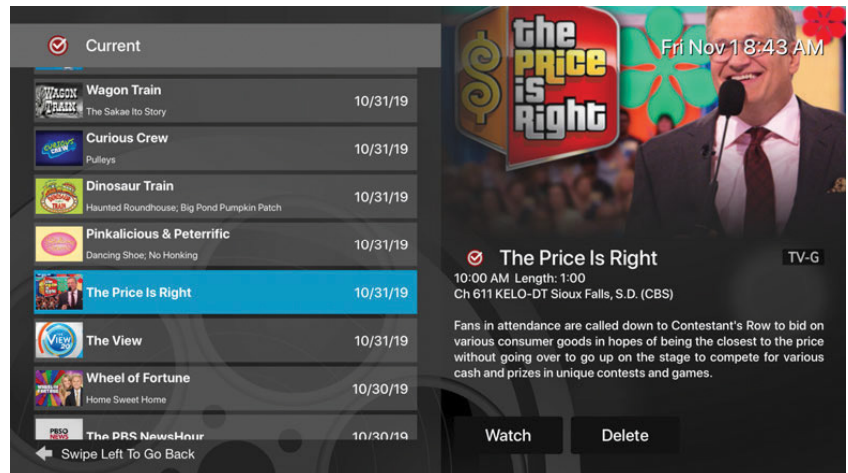 Current
Wagon Train
The Sakae Ito Story
10/31/19
Curious Crew
Pulleys
10/31/19
Dinosaur Train
Haunted Roundhouse; Big Pond Pumpkin Patch
10/31/19
Pinkalicious & Peterrific
Dancing Shoe; No Honking
10/31/19
The Price Is Right
10/31/19
VIEW
The View
10/31/19
Wheel of Fortune
Home Sweet Home
10/30/19
PBSO
NEWS
The PBS NewsHour
10/30/19
Swipe Left To Go Back
the
PRiCE
is
Right
Fri Nov 1 8:43 AM
The Price Is Right
TV-G
10:00 AM Length: 1:00
Ch 611 KELO-DT Sioux Falls, S.D. (CBS)
Fans in attendance are called down to Contestant's Row to bid on
various consumer goods in hopes of being the closest to the price
without going over to go up on the stage to compete for various
cash and prizes in unique contests and games.
Watch
Delete